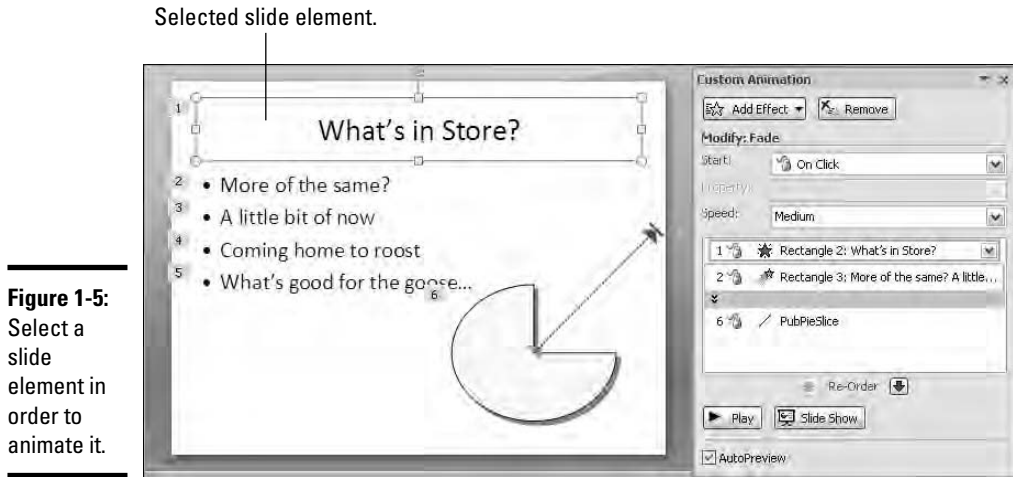 Selected slide element.
1
What's in Store?
2
• More of the same?
3
• A little bit of now
4
• Coming home to roost
5
• What's good for the goose...
6
Custom Animation
Add Effect
Remove
Modify: Fade
Start:
On Click
Property:
Speed:
Medium
1 Rectangle 2: What's in Store?
2 Rectangle 3: More of the same? A little...
6 PubPieSlice
Re-Order
Play
Slide Show
AutoPreview
Figure 1-5:
Select a
slide
element in
order to
animate it.